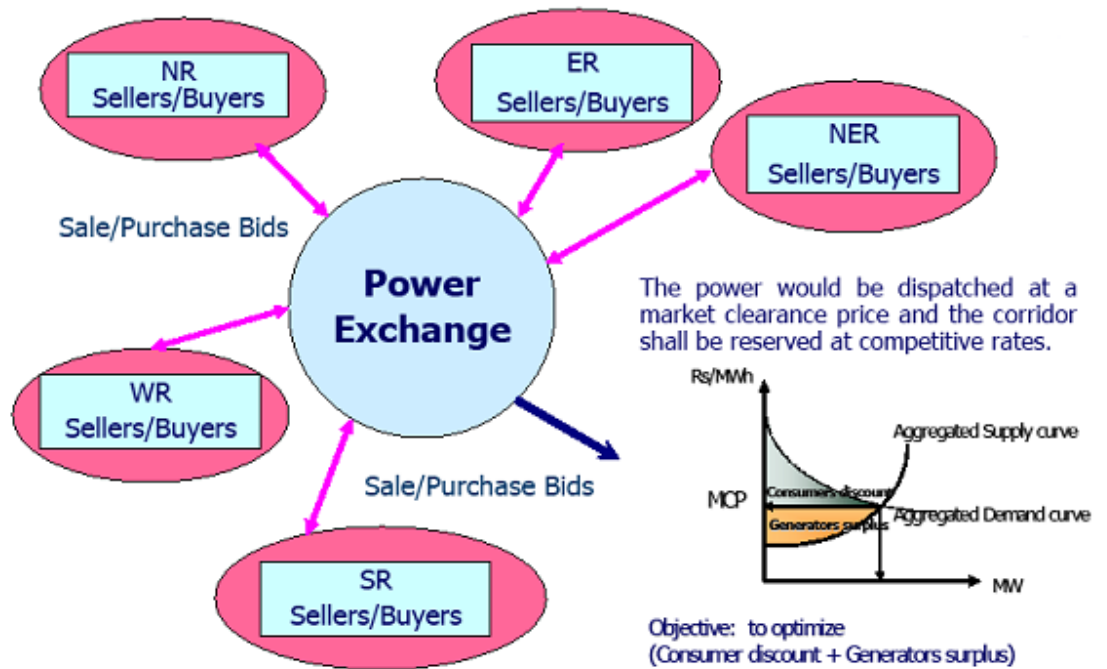 NR
Sellers/Buyers
ER
Sellers/Buyers
NER
Sellers/Buyers
Sale/Purchase Bids
Power
Exchange
The power would be dispatched at a
market clearance price and the corridor
shall be reserved at competitive rates.
WR
Sellers/Buyers
Rs/MWh
Aggregated Supply curve
Consumers discount
MCP
Aggregated Demand curve
Generators surplus
MW
Sale/Purchase Bids
SR
Sellers/Buyers
Objective: to optimize
(Consumer discount + Generators surplus)